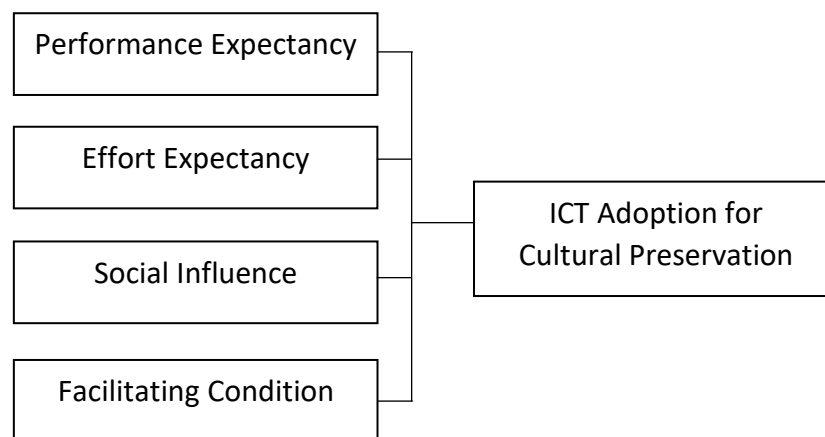 Performance Expectancy
Effort Expectancy
Social Influence
Facilitating Condition
ICT Adoption for
Cultural Preservation